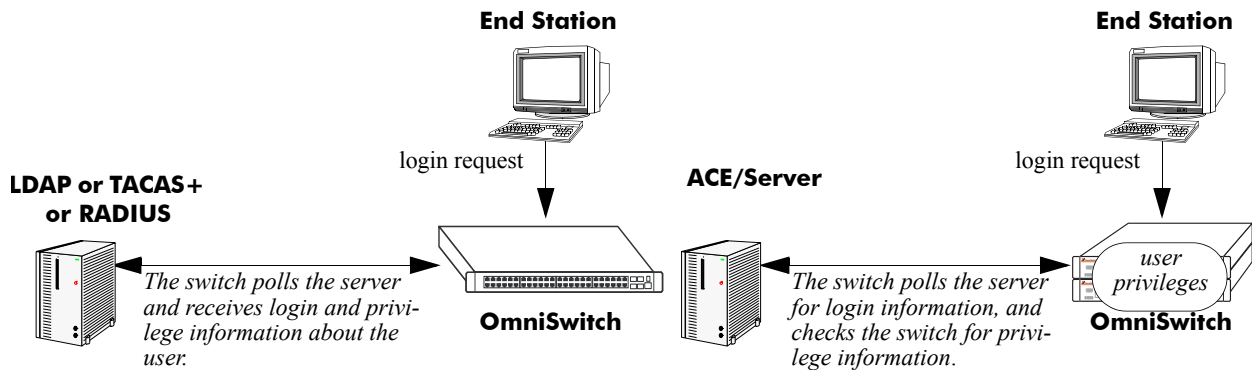 End Station
login request
LDAP or TACAS+
or RADIUS
The switch polls the server
and receives login and privi-
lege information about the
user.
OmniSwitch
End Station
login request
ACE/Server
The switch polls the server
for login information, and
checks the switch for privi-
lege information.
user
privileges
OmniSwitch